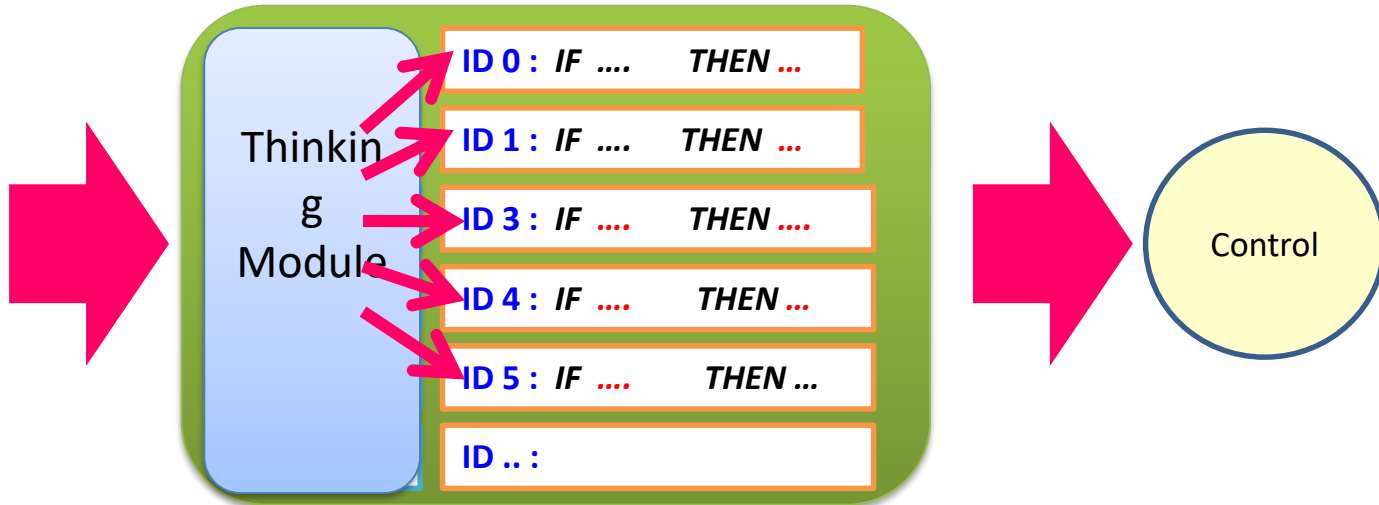 Thinkin
g
Module
ID 0 : IF .... THEN ...
ID 1 : IF .... THEN ...
ID 3 : IF .... THEN ....
ID 4 : IF .... THEN ...
ID 5 : IF .... THEN ...
ID .. :
Control